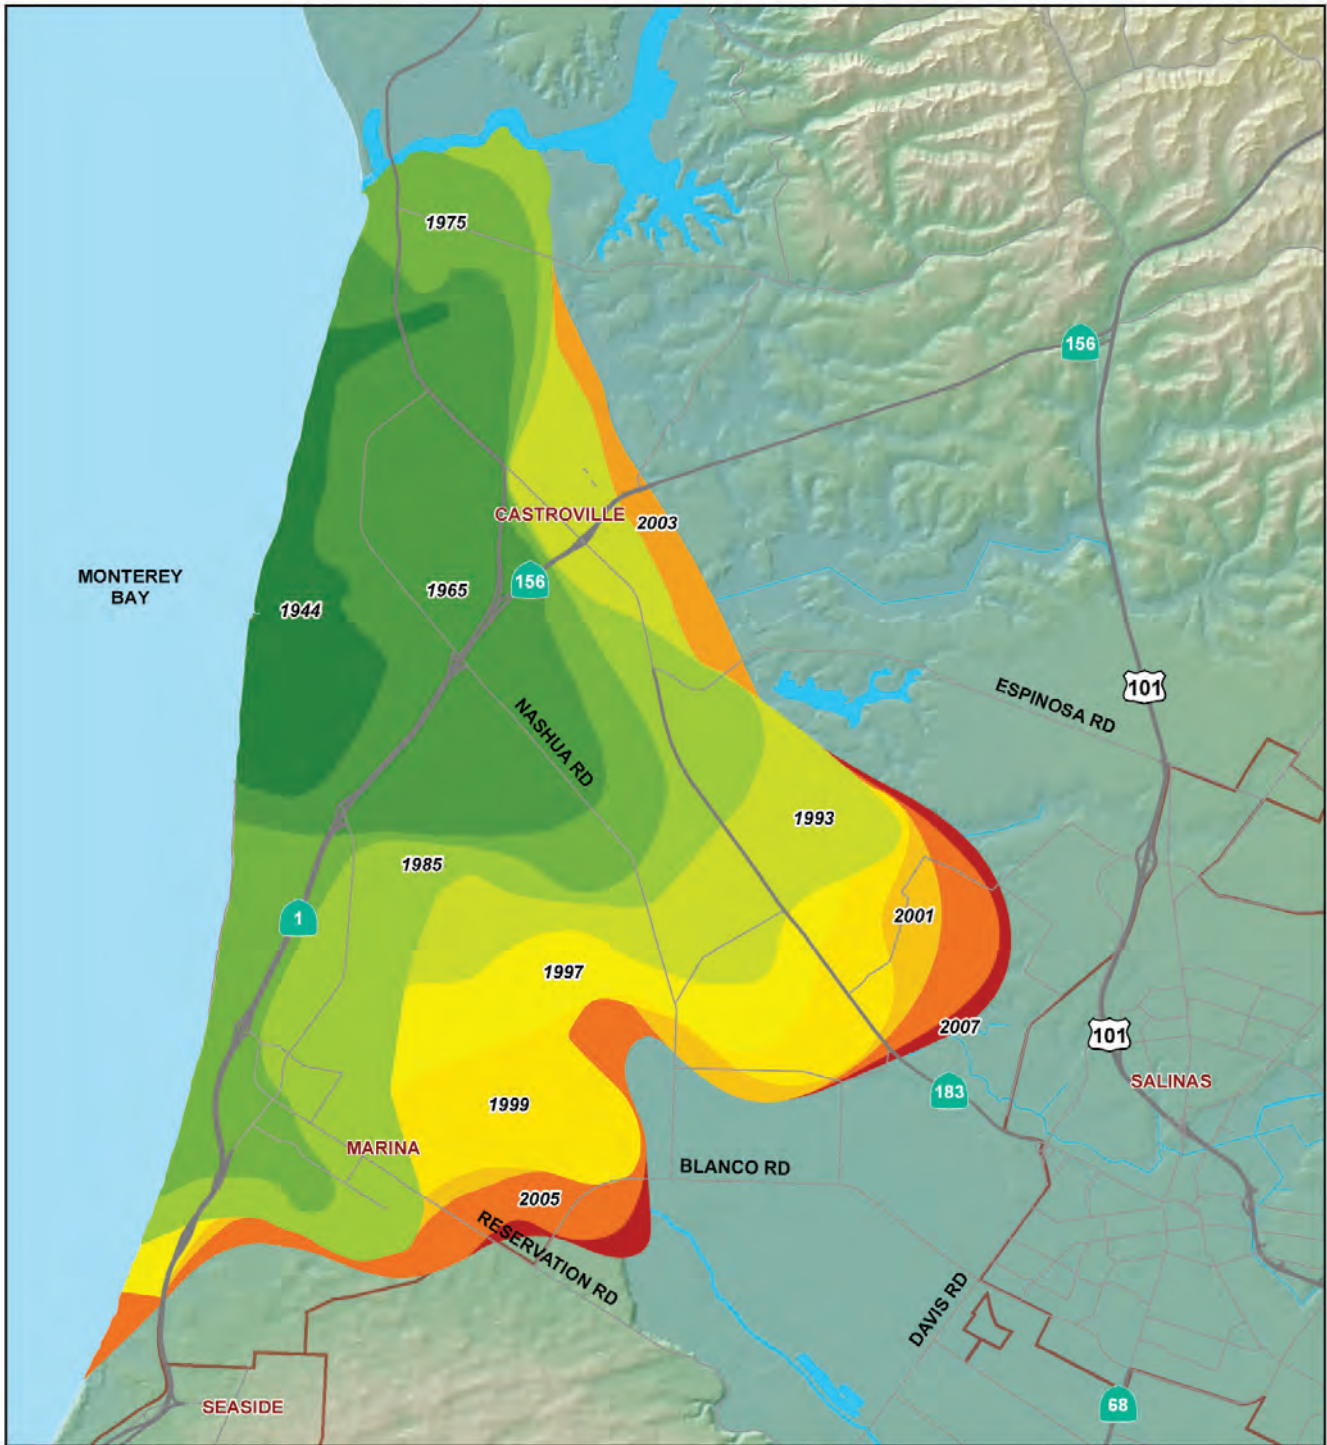 1975
156
CASTROVILLE
2003
MONTEREY
BAY
1944
1965
156
101
ESPINOSA RD
NASHUA RD
1993
1985
1
2001
1997
2007
101
SALINAS
183
1999
MARINA
BLANCO RD
2005
RESERVATION RD
DAVIS RD
SEASIDE
68